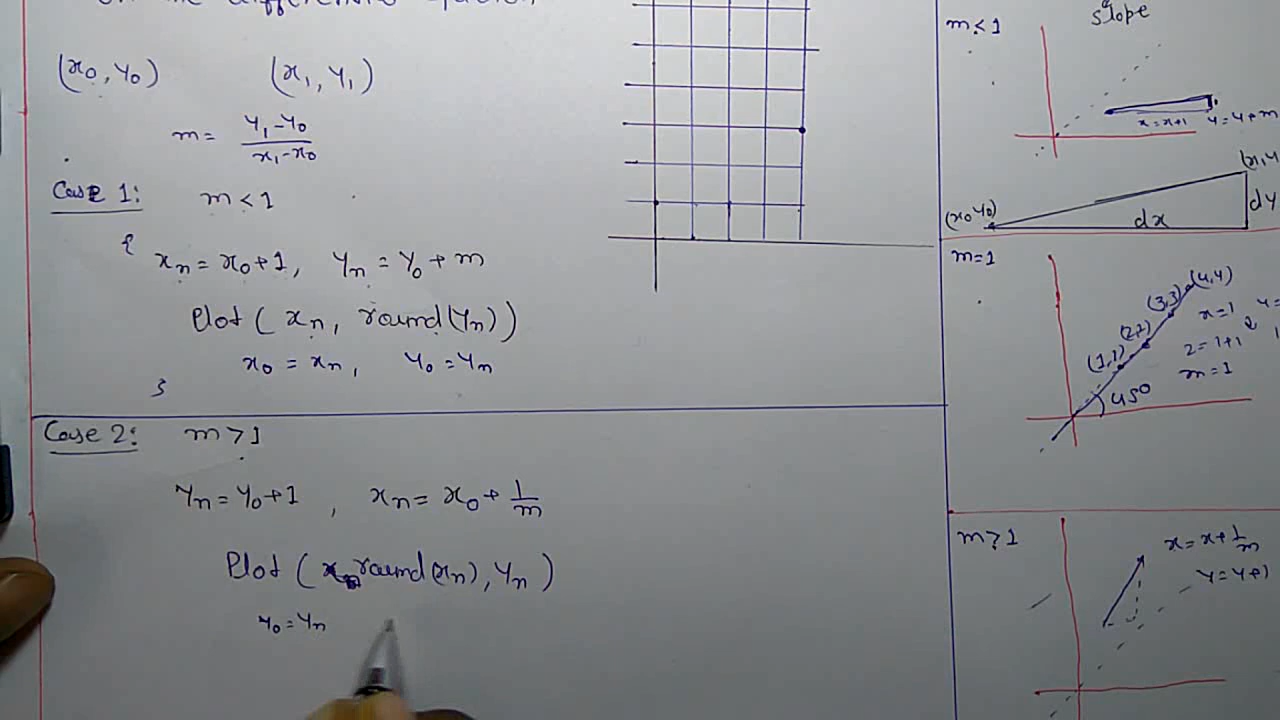 (x₀, y₀) (x₁, y₁)
m = y₁ - y₀ / x₁ - x₀
Case 1: m < 1
{
xₙ = x₀ + 1, yₙ = y₀ + m
Plot ( xₙ, round(yₙ) )
x₀ = xₙ, y₀ = yₙ
}
Case 2: m > 1
yₙ = y₀ + 1 , xₙ = x₀ + 1/m
Plot ( round(xₙ), yₙ )
y₀ = yₙ
slope
m < 1
x = x+1 y = y + m
(x₀ y₀)
dx
dy
m = 1
(4,4)
(3,3)
(2,2)
(1,1)
45°
x = 1
2 = 1+1
m = 1
m > 1
x = x + 1/m
y = y + 1